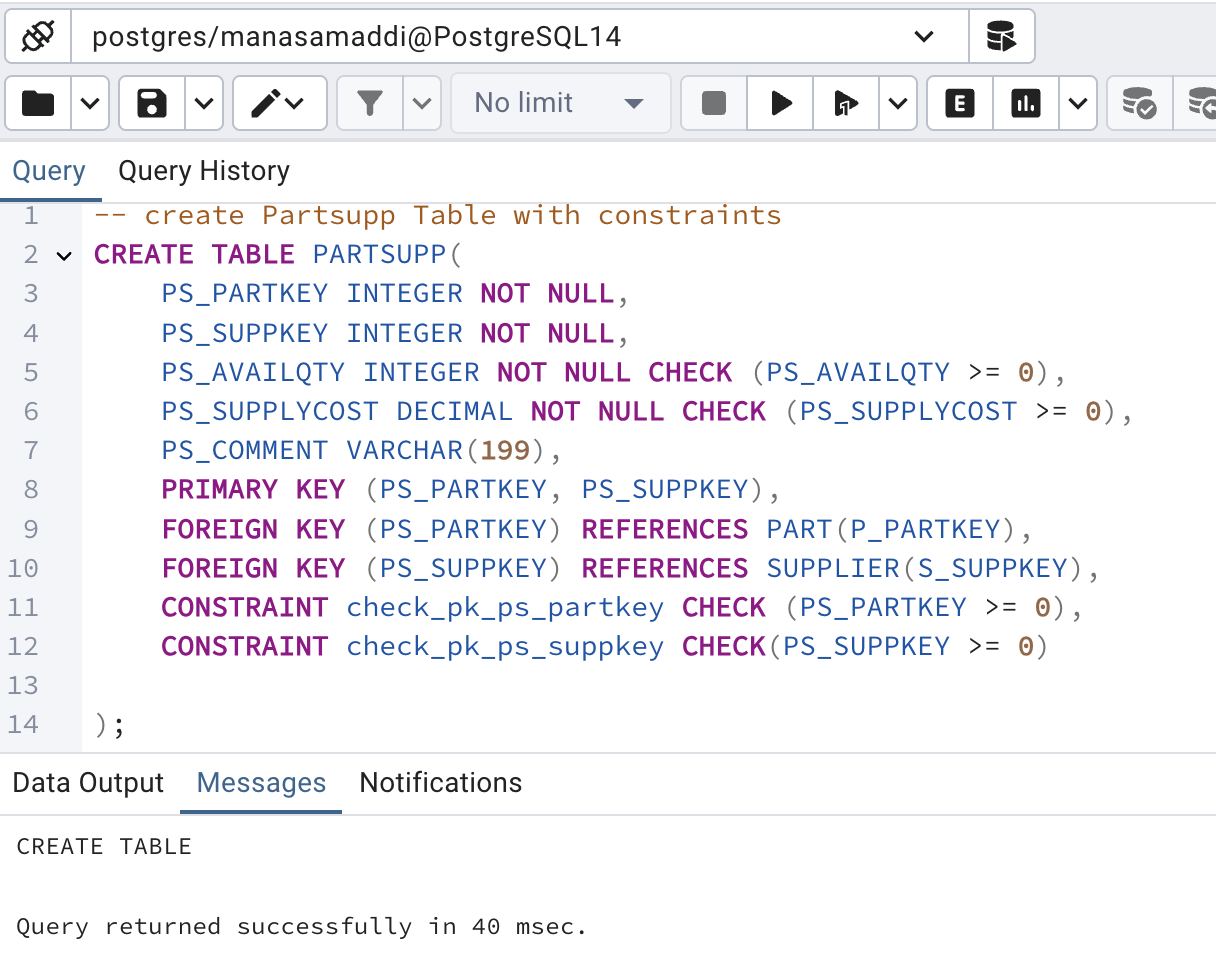 postgres/manasamaddi@PostgreSQL14
No limit
E
Query Query History
1 -- create Partsupp Table with constraints
2 CREATE TABLE PARTSUPP(
3 PS_PARTKEY INTEGER NOT NULL,
4 PS_SUPPKEY INTEGER NOT NULL,
5 PS_AVAILQTY INTEGER NOT NULL CHECK (PS_AVAILQTY >= 0),
6 PS_SUPPLYCOST DECIMAL NOT NULL CHECK (PS_SUPPLYCOST >= 0),
7 PS_COMMENT VARCHAR(199),
8 PRIMARY KEY (PS_PARTKEY, PS_SUPPKEY),
9 FOREIGN KEY (PS_PARTKEY) REFERENCES PART(P_PARTKEY),
10 FOREIGN KEY (PS_SUPPKEY) REFERENCES SUPPLIER(S_SUPPKEY),
11 CONSTRAINT check_pk_ps_partkey CHECK (PS_PARTKEY >= 0),
12 CONSTRAINT check_pk_ps_suppkey CHECK(PS_SUPPKEY >= 0)
13
14 );
Data Output Messages Notifications
CREATE TABLE
Query returned successfully in 40 msec.